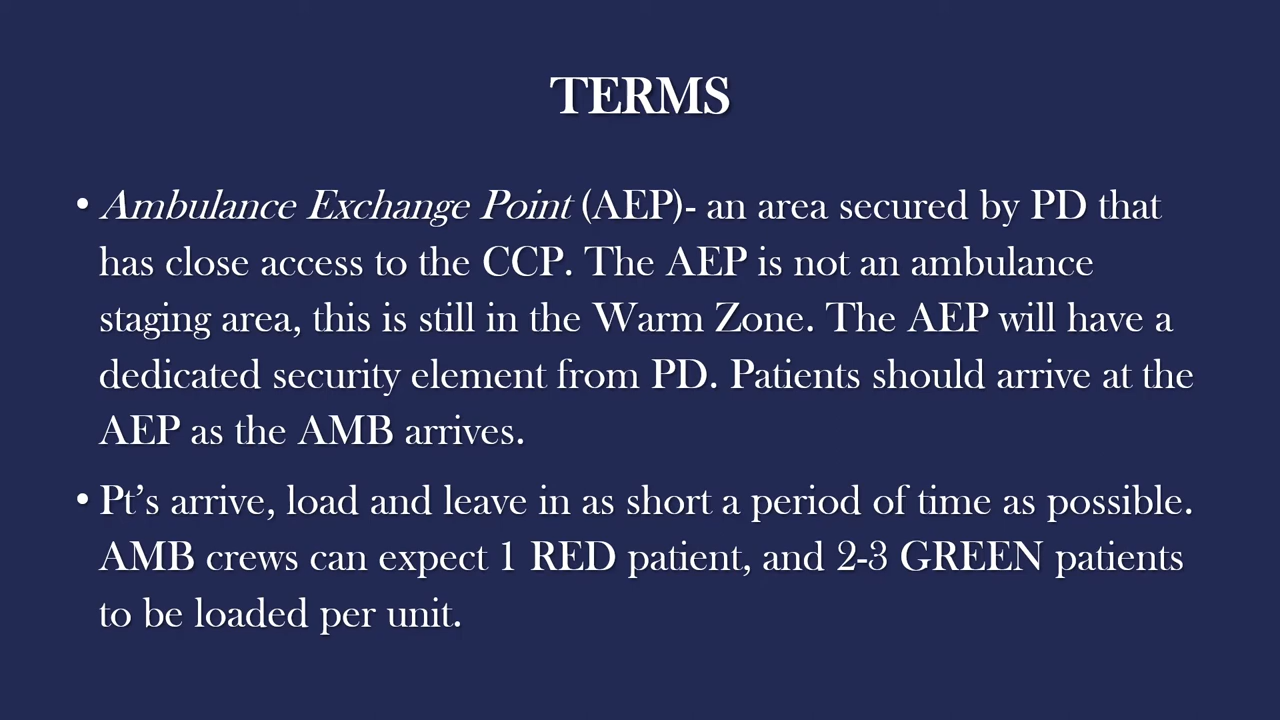 TERMS
• Ambulance Exchange Point (AEP)- an area secured by PD that
has close access to the CCP. The AEP is not an ambulance
staging area, this is still in the Warm Zone. The AEP will have a
dedicated security element from PD. Patients should arrive at the
AEP as the AMB arrives.
• Pt’s arrive, load and leave in as short a period of time as possible.
AMB crews can expect 1 RED patient, and 2-3 GREEN patients
to be loaded per unit.